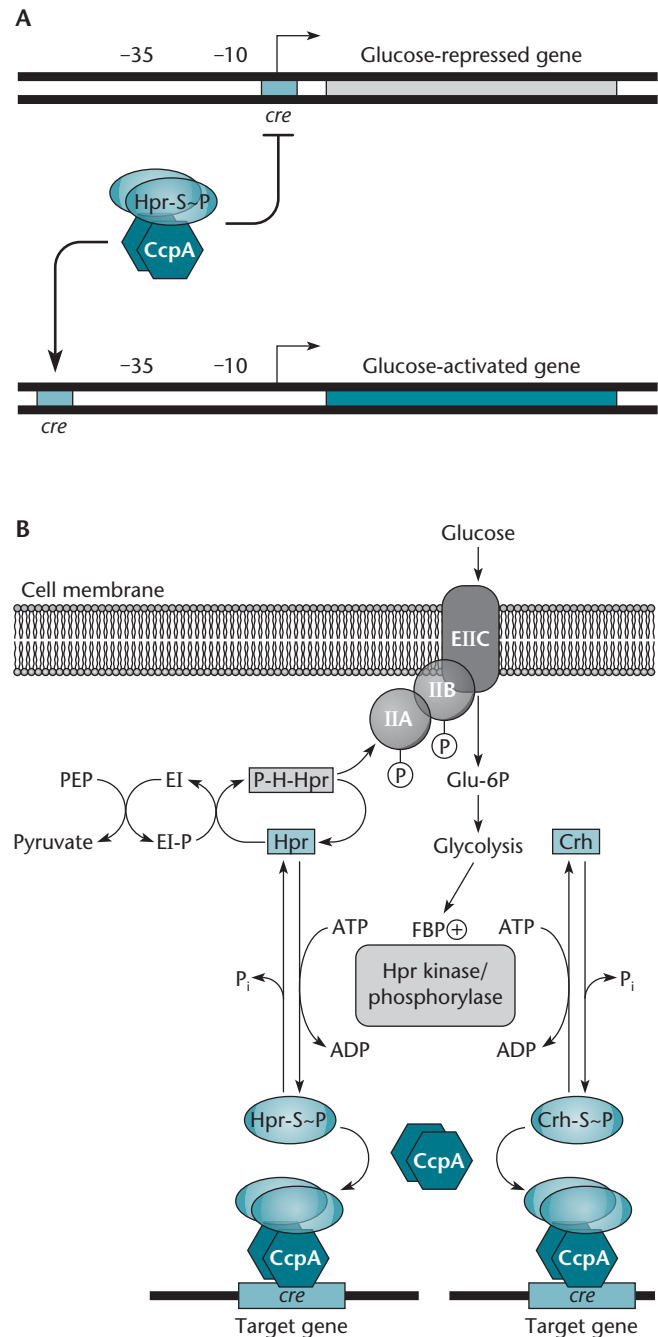 A
−35 −10 Glucose-repressed gene
cre
Hpr-S~P
CcpA
−35 −10 Glucose-activated gene
cre
B
Glucose
Cell membrane
EIIC
IIB
IIA
P
P
PEP EI P-H-Hpr Glu-6P
Pyruvate EI-P Hpr Glycolysis Crh
ATP FBP + ATP
Hpr kinase/
phosphorylase
Pi Pi
ADP ADP
Hpr-S~P Crh-S~P
CcpA
CcpA CcpA
cre cre
Target gene Target gene